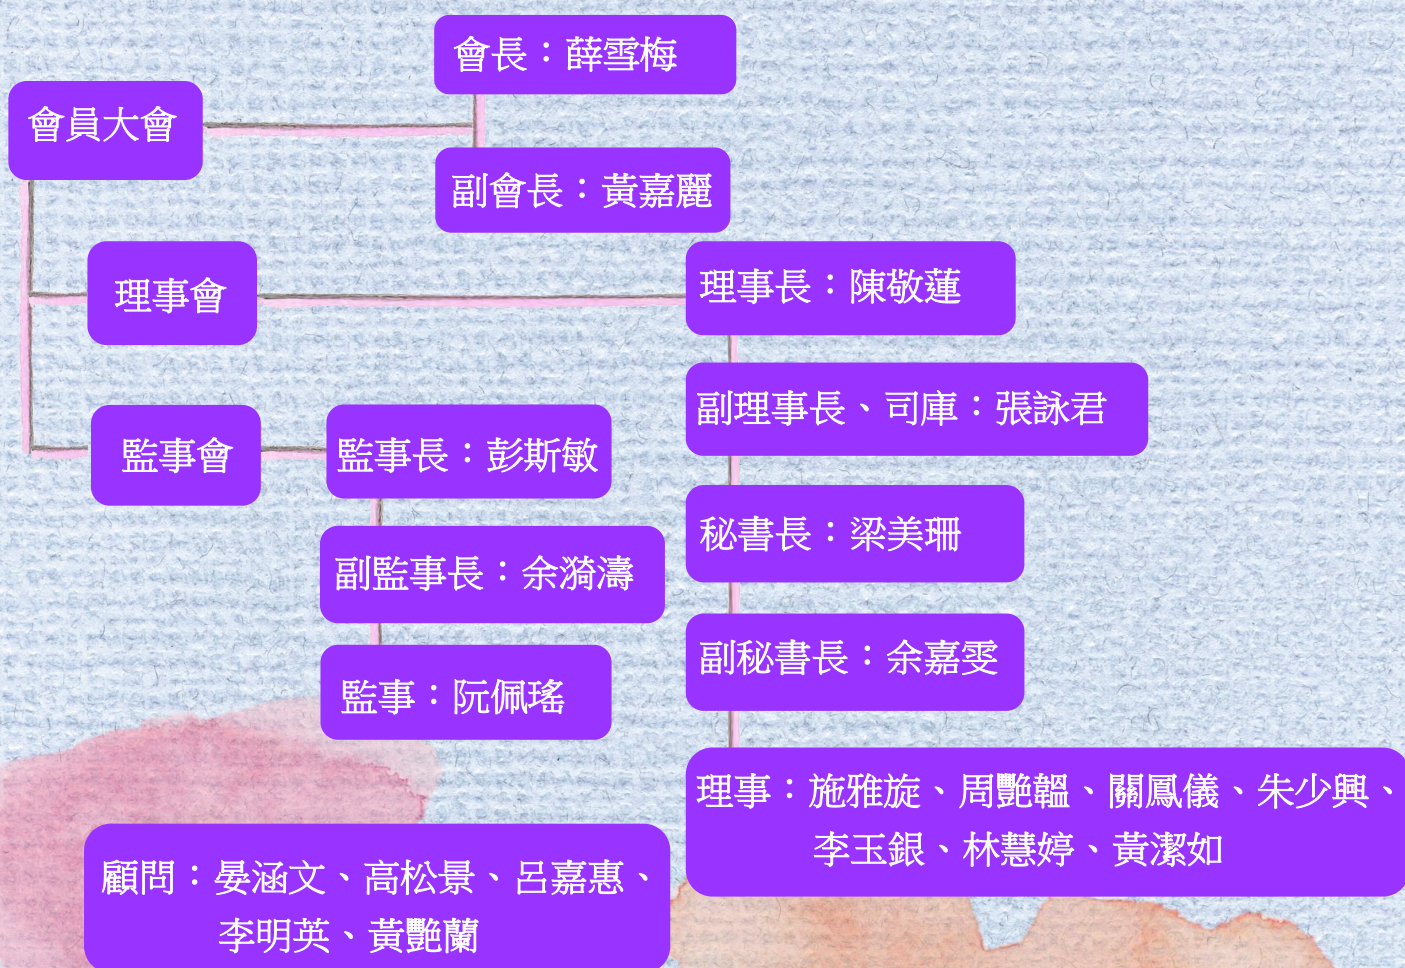 會長：薛雪梅
會員大會
副會長：黃嘉麗
理事會
理事長：陳敬蓮
副理事長、司庫：張詠君
監事會
監事長：彭斯敏
秘書長：梁美珊
副監事長：余漪濤
副秘書長：余嘉雯
監事：阮佩瑤
理事：施雅旋、周艷韞、關鳳儀、朱少興、
李玉銀、林慧婷、黃潔如
顧問：晏涵文、高松景、呂嘉惠、
李明英、黃艷蘭